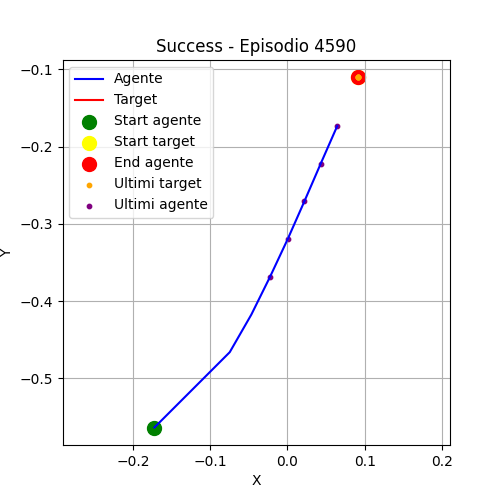 Success - Episodio 4590
Agente
Target
Start agente
Start target
End agente
Ultimi target
Ultimi agente
−0.1
−0.2
−0.3
−0.4
−0.5
Y
−0.2
−0.1
0.0
0.1
0.2
X